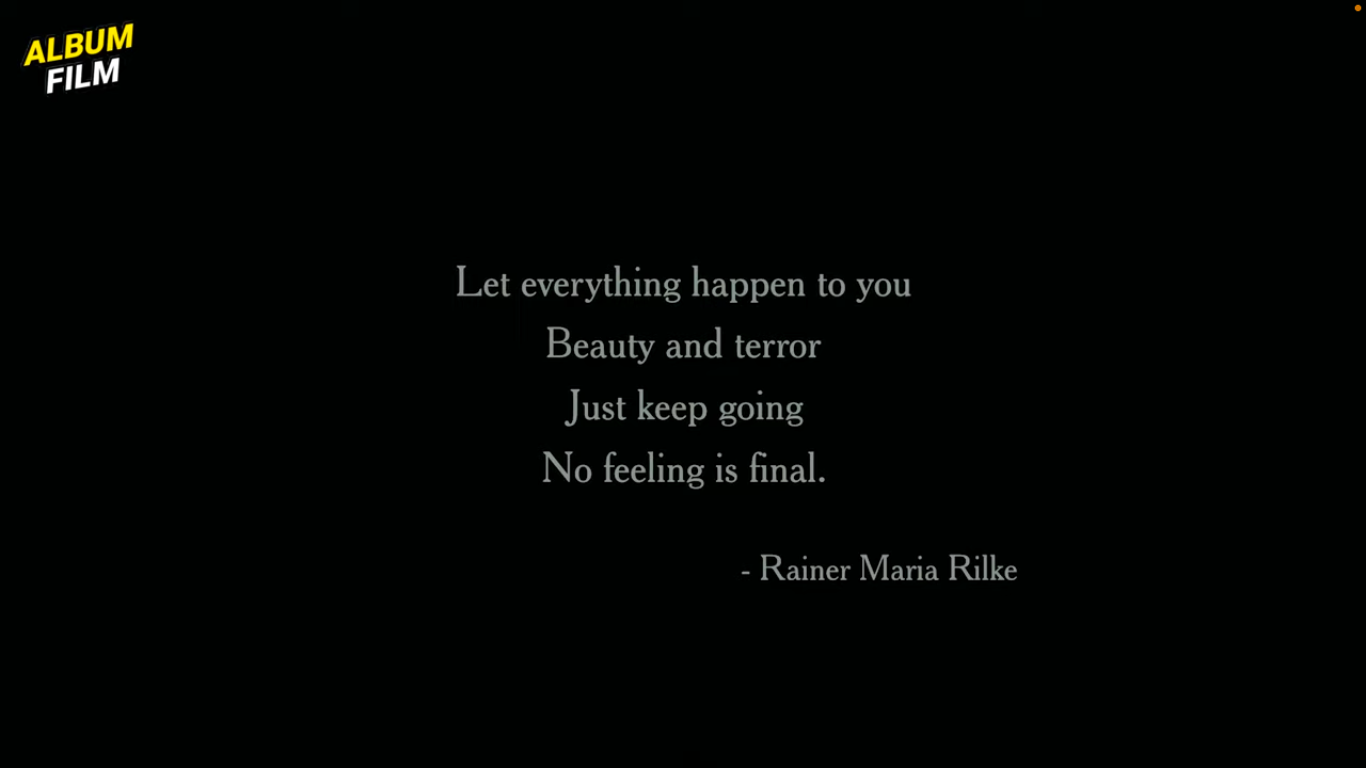 ALBUM
FILM
Let everything happen to you
Beauty and terror
Just keep going
No feeling is final.
- Rainer Maria Rilke